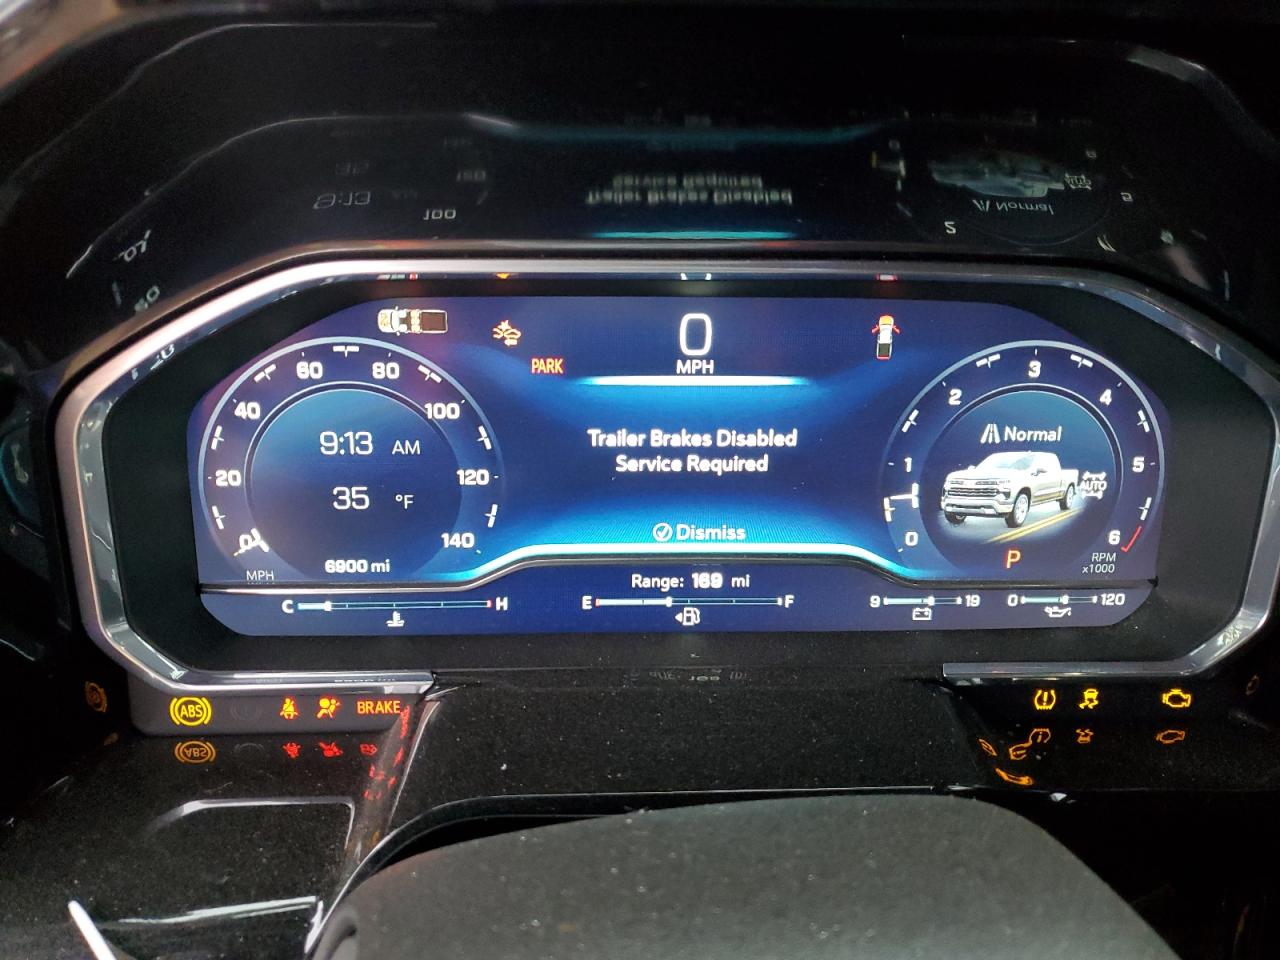 0
MPH
PARK
20
40
60
80
100
120
140
0
MPH
9:13 AM
35 °F
6900 mi
Trailer Brakes Disabled
Service Required
Dismiss
0
1
2
3
4
5
6
RPM
x1000
Normal
AUTO
P
Range: 169 mi
C H
E F
9 19
0 120
ABS
BRAKE